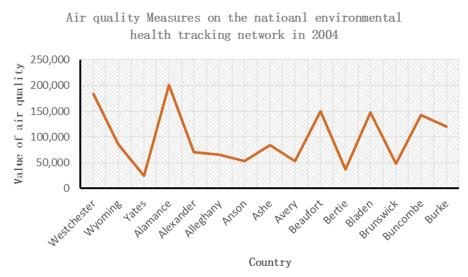 Air quality Measures on the natioanl environmental
health tracking network in 2004
250,000
200,000
150,000
100,000
50,000
0
Value of air quality
Westchester
Wyoming
Yates
Alamance
Alexander
Alleghany
Anson
Ashe
Avery
Beaufort
Bertie
Bladen
Brunswick
Buncombe
Burke
Country